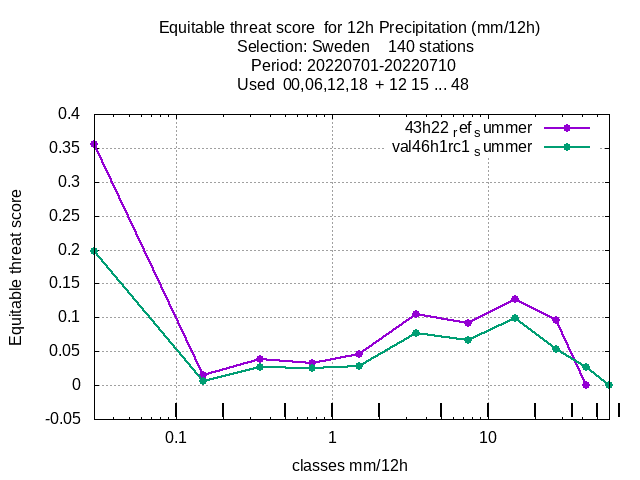 Equitable threat score for 12h Precipitation (mm/12h)
Selection: Sweden 140 stations
Period: 20220701-20220710
Used 00,06,12,18 + 12 15 ... 48
43h22 ref summer
val46h1rc1 summer
0.4
0.35
0.3
0.25
0.2
0.15
0.1
0.05
0
-0.05
Equitable threat score
0.1 1 10
classes mm/12h